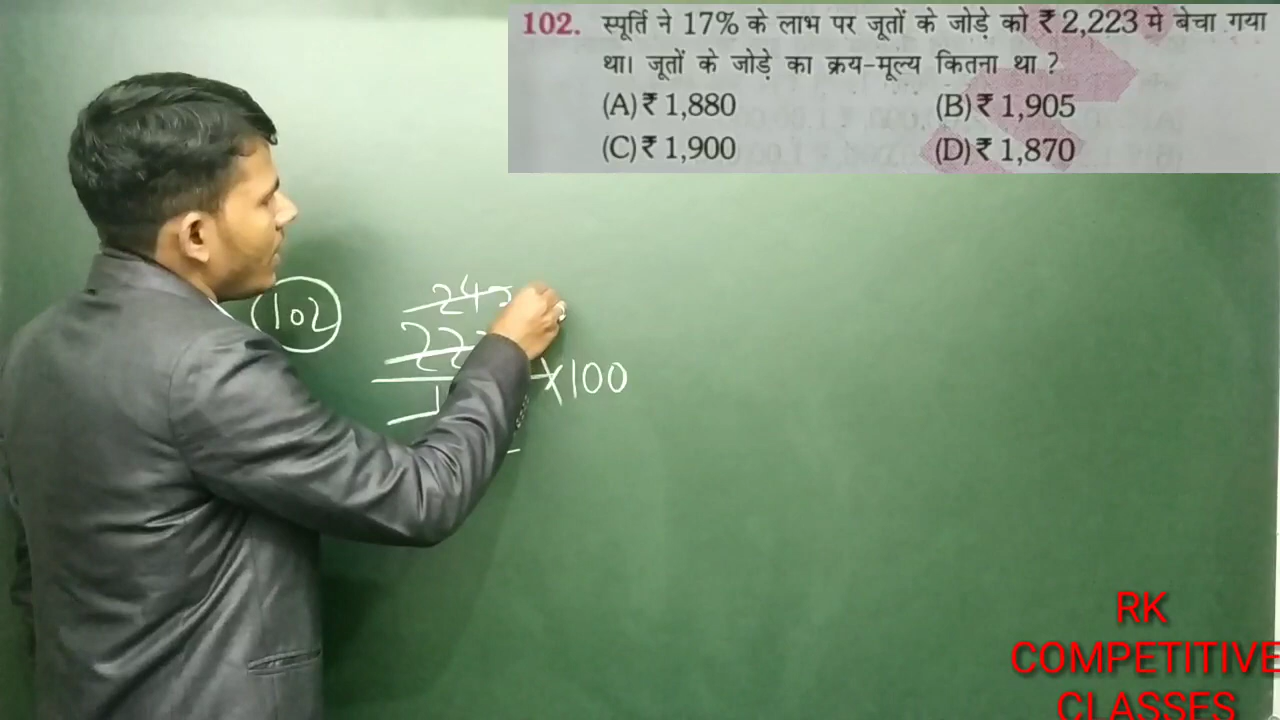 102. स्पूर्ति ने 17% के लाभ पर जूतों के जोड़े को ₹ 2,223 मे बेचा गया
था। जूतों के जोड़े का क्रय-मूल्य कितना था ?
(A) ₹ 1,880 (B) ₹ 1,905
(C) ₹ 1,900 (D) ₹ 1,870
102
×100
RK
COMPETITIVE
CLASSES